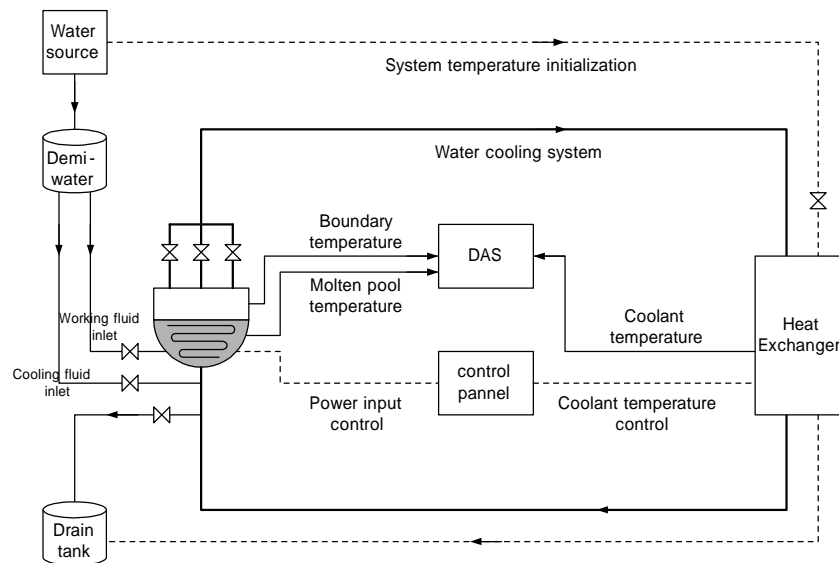 Water
source
System temperature initialization
Demi-
water
Water cooling system
Boundary
temperature
DAS
Molten pool
temperature
Coolant
temperature
Heat
Exchanger
Working fluid
inlet
Cooling fluid
inlet
control
pannel
Power input
control
Coolant temperature
control
Drain
tank